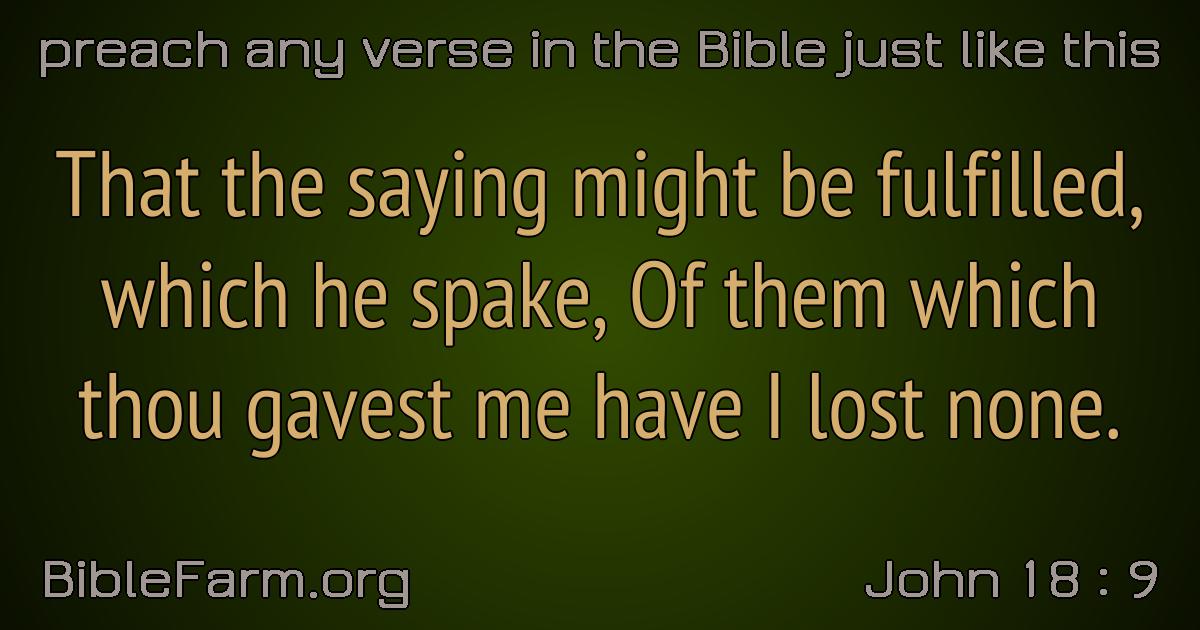 preach any verse in the Bible just like this
That the saying might be fulfilled,
which he spake, Of them which
thou gavest me have I lost none.
BibleFarm.org
John 18 : 9